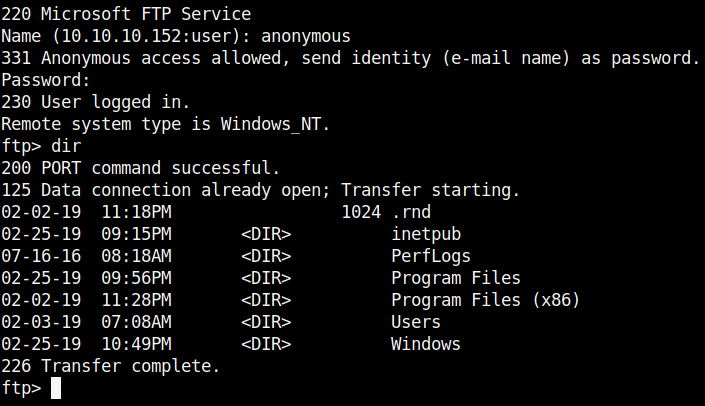 220 Microsoft FTP Service
Name (10.10.10.152:user): anonymous
331 Anonymous access allowed, send identity (e-mail name) as password.
Password:
230 User logged in.
Remote system type is Windows_NT.
ftp> dir
200 PORT command successful.
125 Data connection already open; Transfer starting.
02-02-19  11:18PM                 1024 .rnd
02-25-19  09:15PM       <DIR>          inetpub
07-16-16  08:18AM       <DIR>          PerfLogs
02-25-19  09:56PM       <DIR>          Program Files
02-02-19  11:28PM       <DIR>          Program Files (x86)
02-03-19  07:08AM       <DIR>          Users
02-25-19  10:49PM       <DIR>          Windows
226 Transfer complete.
ftp>